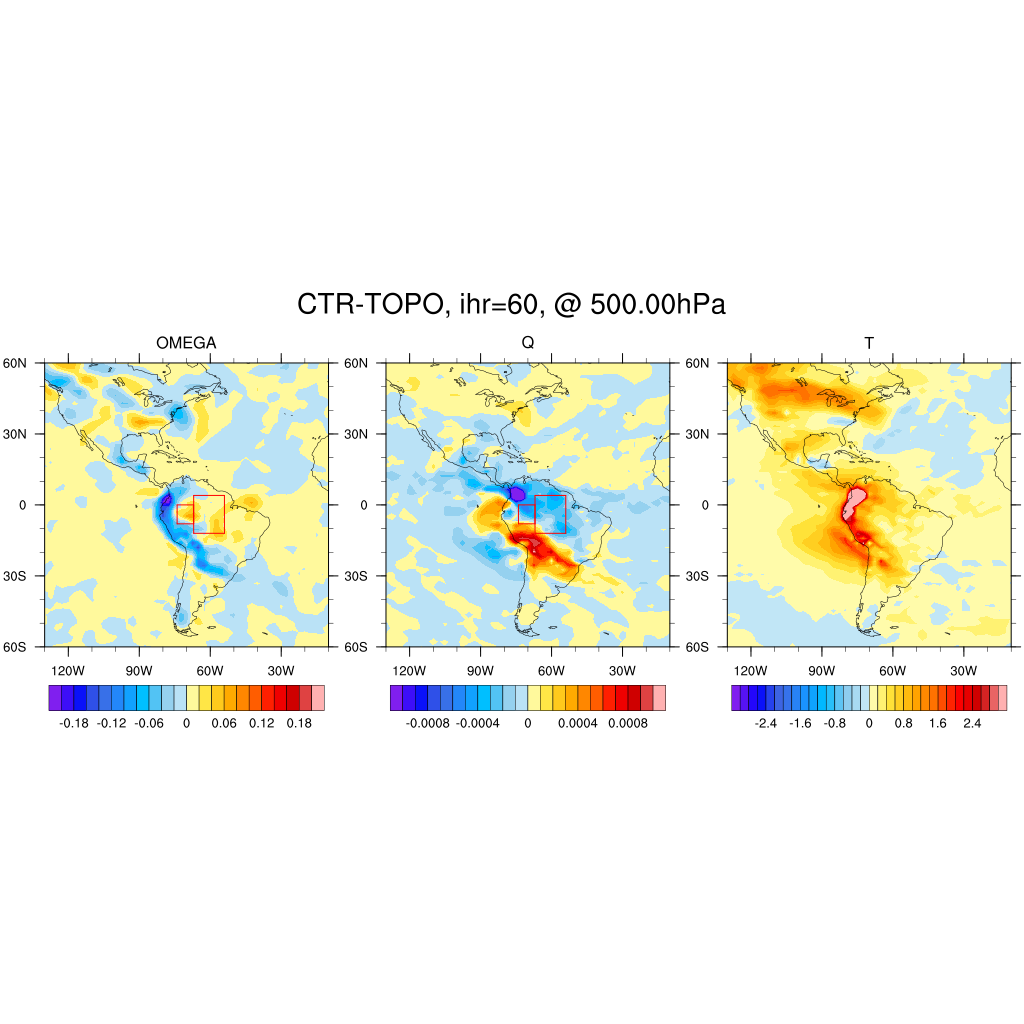 CTR-TOPO, ihr=60, @ 500.00hPa
OMEGA
Q
T
60N
30N
0
30S
60S
120W 90W 60W 30W
60N
30N
0
30S
60S
120W 90W 60W 30W
60N
30N
0
30S
60S
120W 90W 60W 30W
-0.18 -0.12 -0.06 0 0.06 0.12 0.18
-0.0008 -0.0004 0 0.0004 0.0008
-2.4 -1.6 -0.8 0 0.8 1.6 2.4